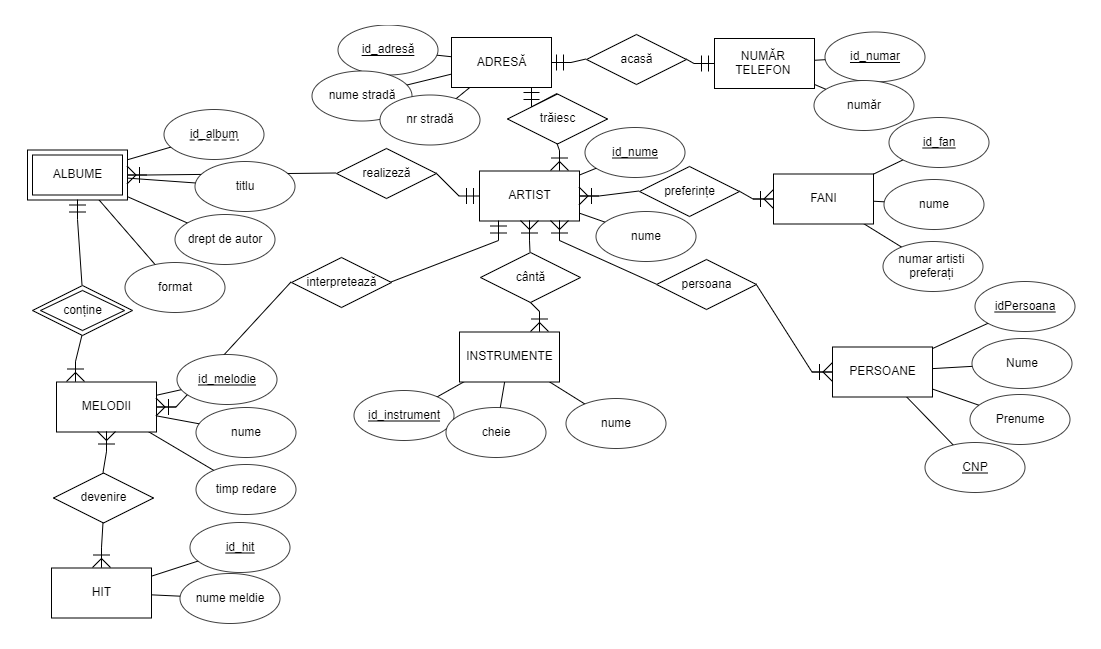 id_adresă
ADRESĂ
nume stradă
nr stradă
acasă
NUMĂR
TELEFON
id_numar
număr
trăiesc
id_album
ALBUME
titlu
drept de autor
format
realizeză
id_nume
ARTIST
nume
preferințe
id_fan
FANI
nume
numar artisti
preferați
interpretează
cântă
persoana
conține
INSTRUMENTE
id_instrument
cheie
nume
idPersoana
PERSOANE
Nume
Prenume
CNP
id_melodie
MELODII
nume
timp redare
devenire
id_hit
HIT
nume meldie